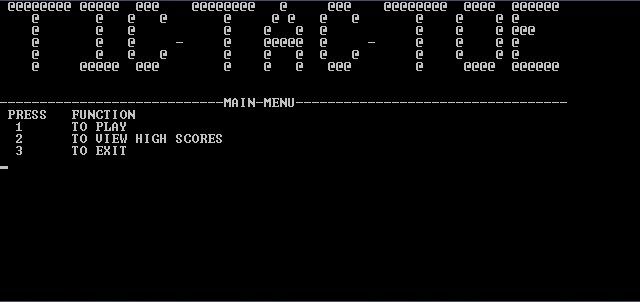 TIC-TAC-TOE
MAIN-MENU
PRESS FUNCTION
1 TO PLAY
2 TO VIEW HIGH SCORES
3 TO EXIT